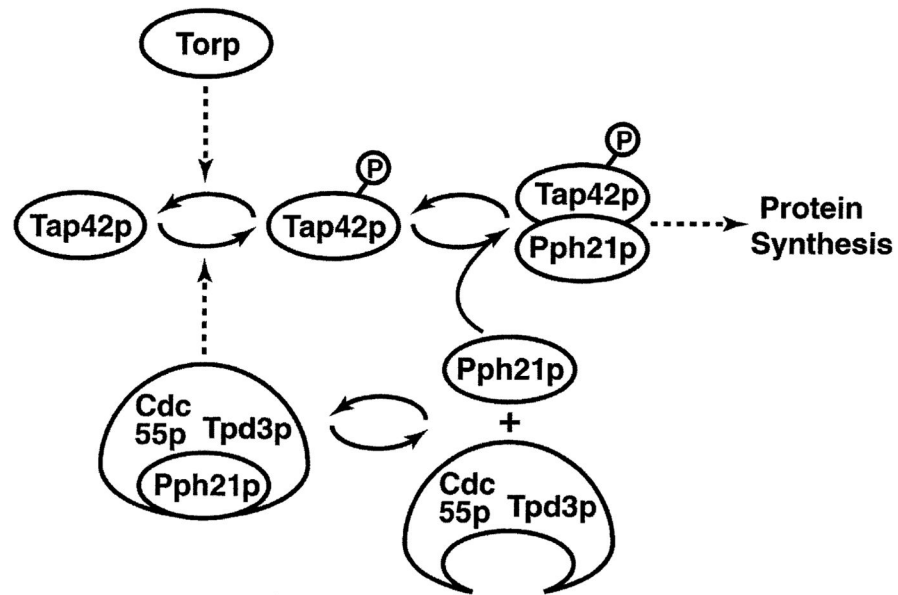 Torp
P
P
Tap42p
Tap42p
Tap42p
Pph21p
Protein
Synthesis
Pph21p
+
Cdc
55p
Tpd3p
Pph21p
Cdc
55p
Tpd3p